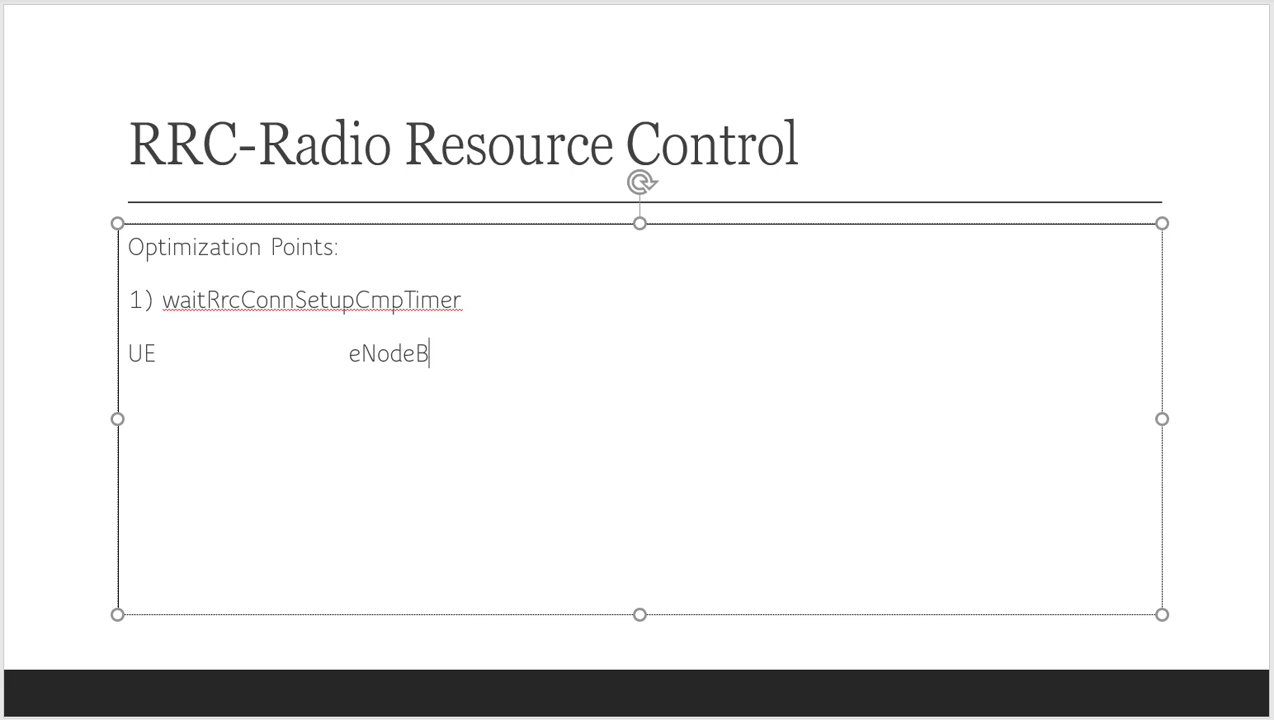 RRC-Radio Resource Control
Optimization Points:
1) waitRrcConnSetupCmpTimer
UE eNodeB